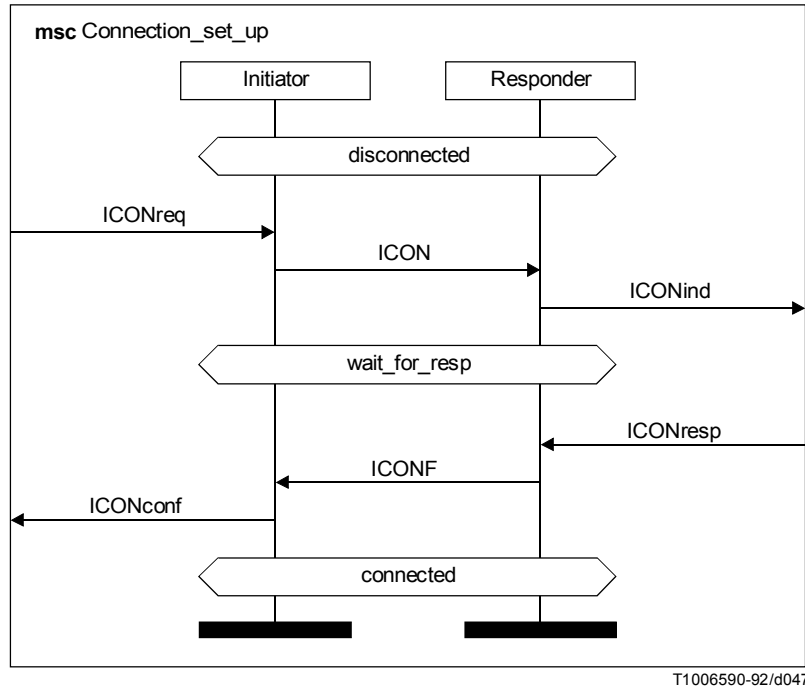 msc Connection_set_up
Initiator
Responder
disconnected
ICONreq
ICON
ICONind
wait_for_resp
ICONresp
ICONF
ICONconf
connected
T1006590-92/d047